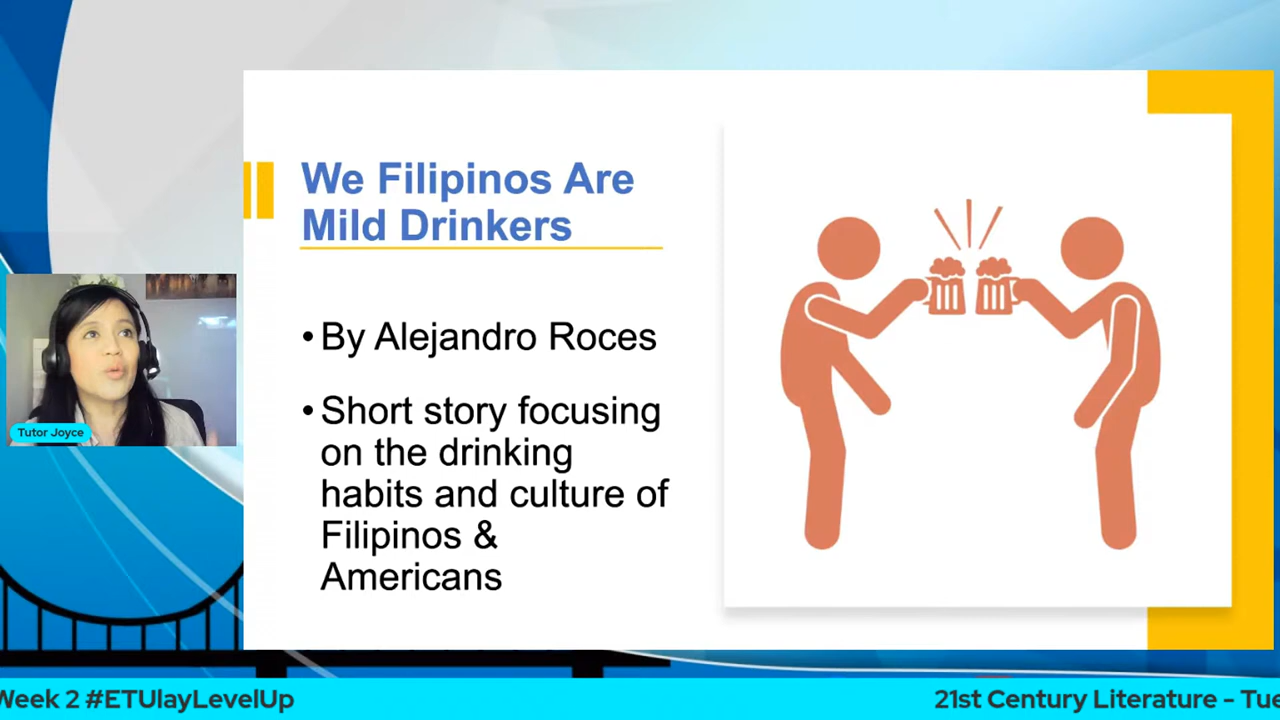 We Filipinos Are
Mild Drinkers
•By Alejandro Roces
•Short story focusing
on the drinking
habits and culture of
Filipinos &
Americans
Tutor Joyce
Week 2 #ETUlayLevelUp
21st Century Literature - Tue